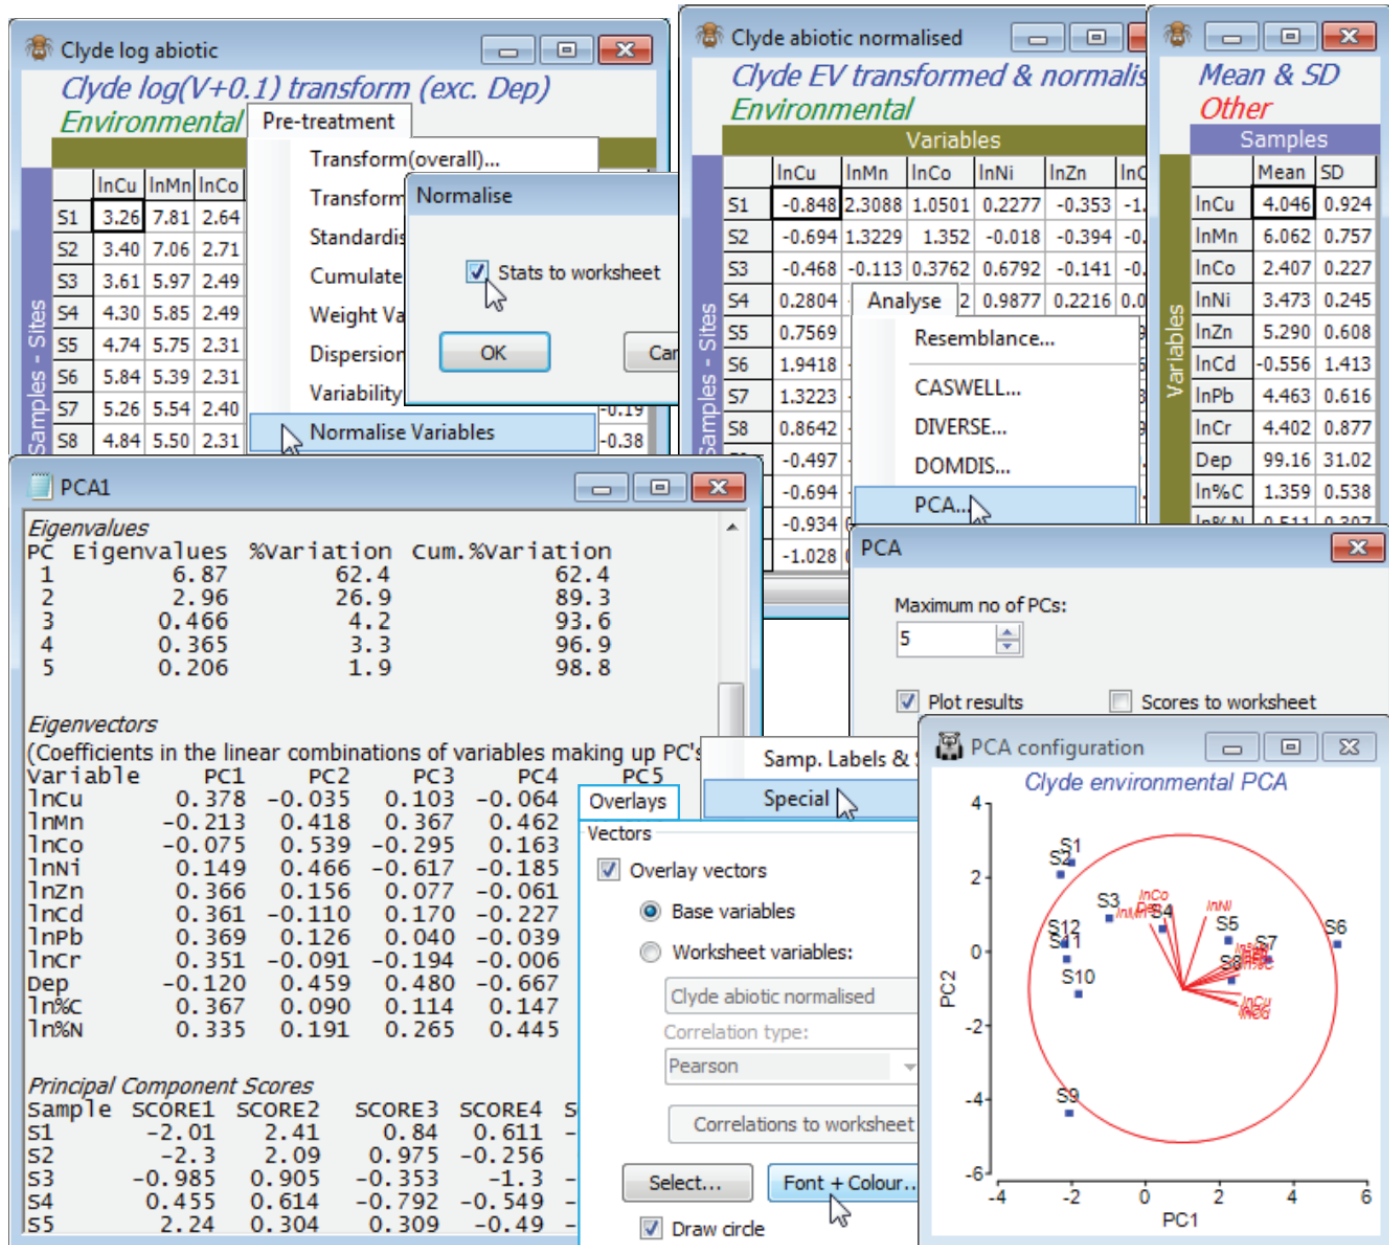 Clyde log abiotic
Clyde log(V+0.1) transform (exc. Dep)
Environmental
Pre-treatment
Transform(overall)...
Transform
Standardis
Cumulate
Weight Va
Dispersion
Variability
Normalise Variables
Normalise
Stats to worksheet
OK
Samples - Sites
lnCu lnMn lnCo
S1 3.26 7.81 2.64
S2 3.40 7.06 2.71
S3 3.61 5.97 2.49
S4 4.30 5.85 2.49
S5 4.74 5.75 2.31
S6 5.84 5.39 2.31
S7 5.26 5.54 2.40 -0.19
S8 4.84 5.50 2.31 -0.38
Clyde abiotic normalised
Clyde EV transformed & normalis
Environmental
Variables
Samples - Sites
lnCu lnMn lnCo lnNi lnZn lnC
S1 -0.848 2.3088 1.0501 0.2277 -0.353 -1.
S2 -0.694 1.3229 1.352 -0.018 -0.394 -0.
S3 -0.468 -0.113 0.3762 0.6792 -0.141 -0.
S4 0.2804 2 0.9877 0.2216 0.0
S5 0.7569
S6 1.9418
S7 1.3223
S8 0.8642
-0.497
-0.694
-0.934
-1.028
Analyse
Resemblance...
CASWELL...
DIVERSE...
DOMDIS...
PCA...
Mean & SD
Other
Samples
Variables
Mean SD
lnCu 4.046 0.924
lnMn 6.062 0.757
lnCo 2.407 0.227
lnNi 3.473 0.245
lnZn 5.290 0.608
lnCd -0.556 1.413
lnPb 4.463 0.616
lnCr 4.402 0.877
Dep 99.16 31.02
ln%C 1.359 0.538
ln%N 0.511 0.307
PCA1
Eigenvalues
PC Eigenvalues %Variation Cum.%Variation
1 6.87 62.4 62.4
2 2.96 26.9 89.3
3 0.466 4.2 93.6
4 0.365 3.3 96.9
5 0.206 1.9 98.8
Eigenvectors
(Coefficients in the linear combinations of variables making up PC's
Variable PC1 PC2 PC3 PC4 PC5
lnCu 0.378 -0.035 0.103 -0.064
lnMn -0.213 0.418 0.367 0.462
lnCo -0.075 0.539 -0.295 0.163
lnNi 0.149 0.466 -0.617 -0.185
lnZn 0.366 0.156 0.077 -0.061
lnCd 0.361 -0.110 0.170 -0.227
lnPb 0.369 0.126 0.040 -0.039
lnCr 0.351 -0.091 -0.194 -0.006
Dep -0.120 0.459 0.480 -0.667
ln%C 0.367 0.090 0.114 0.147
ln%N 0.335 0.191 0.265 0.445
Principal Component Scores
Sample SCORE1 SCORE2 SCORE3 SCORE4 S
S1 -2.01 2.41 0.84 0.611 -
S2 -2.3 2.09 0.975 -0.256
S3 -0.985 0.905 -0.353 -1.3 -
S4 0.455 0.614 -0.792 -0.549 -
S5 2.24 0.304 0.309 -0.49 -
PCA
Maximum no of PCs:
5
Plot results
Scores to worksheet
Samp. Labels &
Special
Overlays
Vectors
Overlay vectors
Base variables
Worksheet variables:
Clyde abiotic normalised
Correlation type:
Pearson
Correlations to worksheet
Select...
Font + Colour..
Draw circle
PCA configuration
Clyde environmental PCA
4
2
0
-2
-4
-6
PC2
S1
S2
S3
S4
S5
S6
S7
S8
S12
S11
S10
S9
lnCo
Dep
lnNi
ln%C
lnCu
lnCd
-4 -2 0 2 4 6
PC1